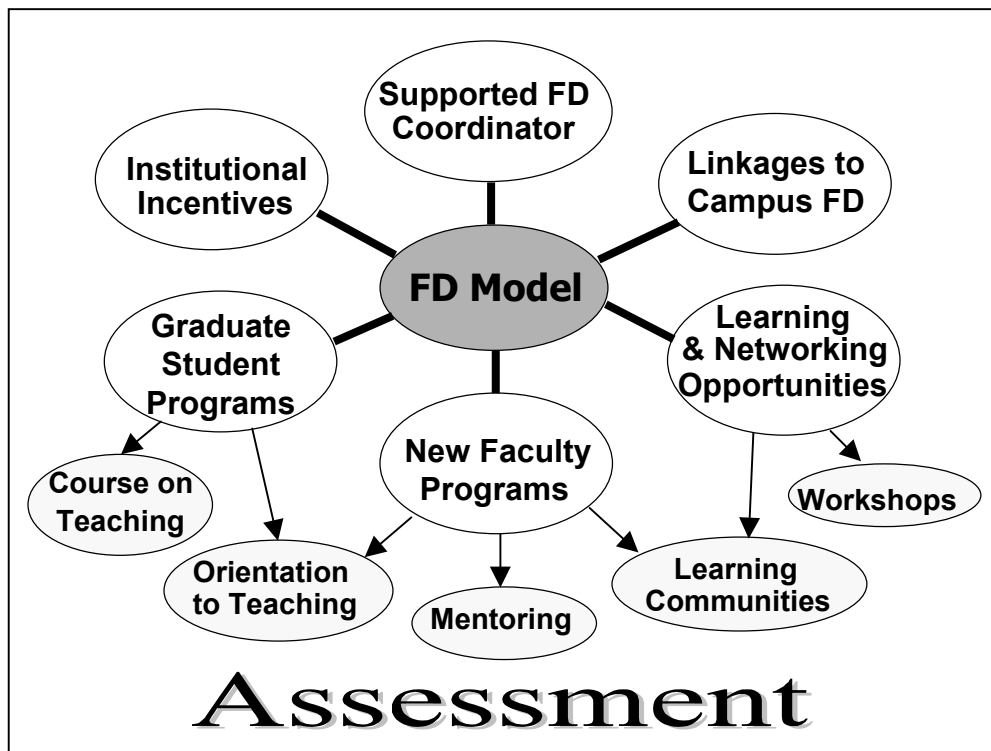 Supported FD
Coordinator
Institutional
Incentives
Linkages to
Campus FD
FD Model
Graduate
Student
Programs
Learning
& Networking
Opportunities
New Faculty
Programs
Course on
Teaching
Workshops
Orientation
to Teaching
Mentoring
Learning
Communities
Assessment